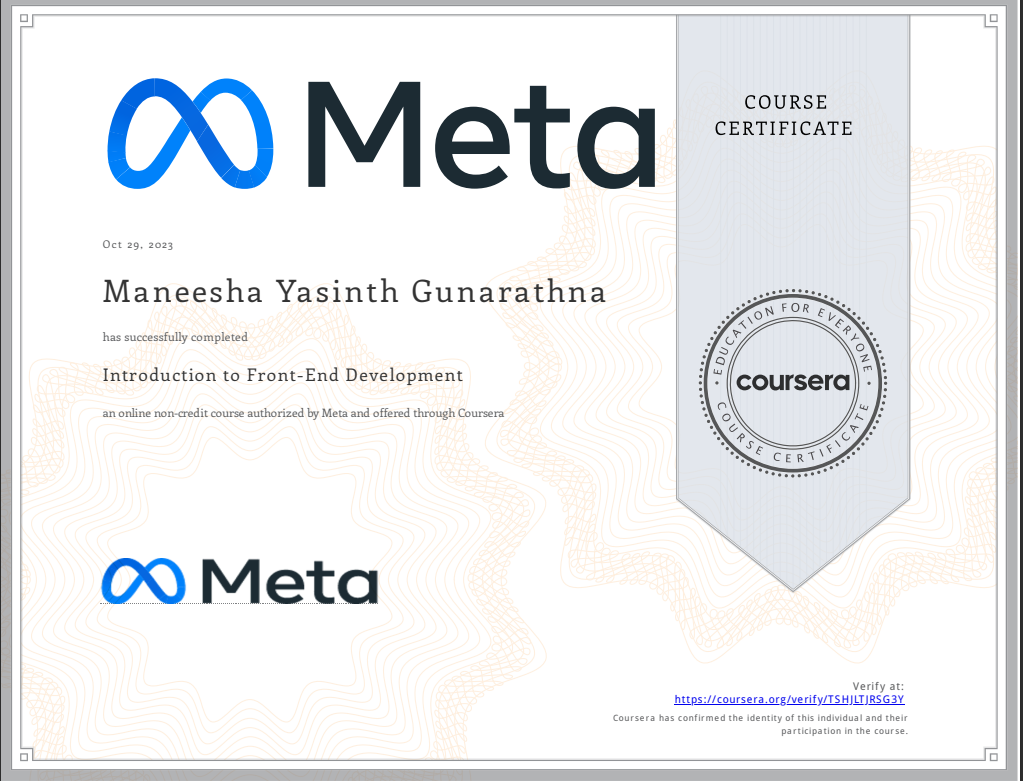 Meta
COURSE
CERTIFICATE
Oct 29, 2023
Maneesha Yasinth Gunarathna
has successfully completed
Introduction to Front-End Development
an online non-credit course authorized by Meta and offered through Coursera
EDUCATION FOR EVERYONE
coursera
COURSE CERTIFICATE
Meta
Verify at:
https://coursera.org/verify/TSHJLTJRSG3Y
Coursera has confirmed the identity of this individual and their
participation in the course.